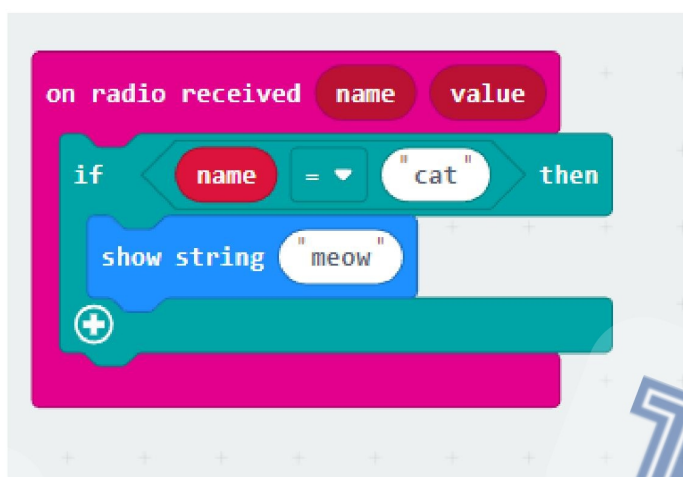 on radio received name value
if name = "cat" then
show string "meow"